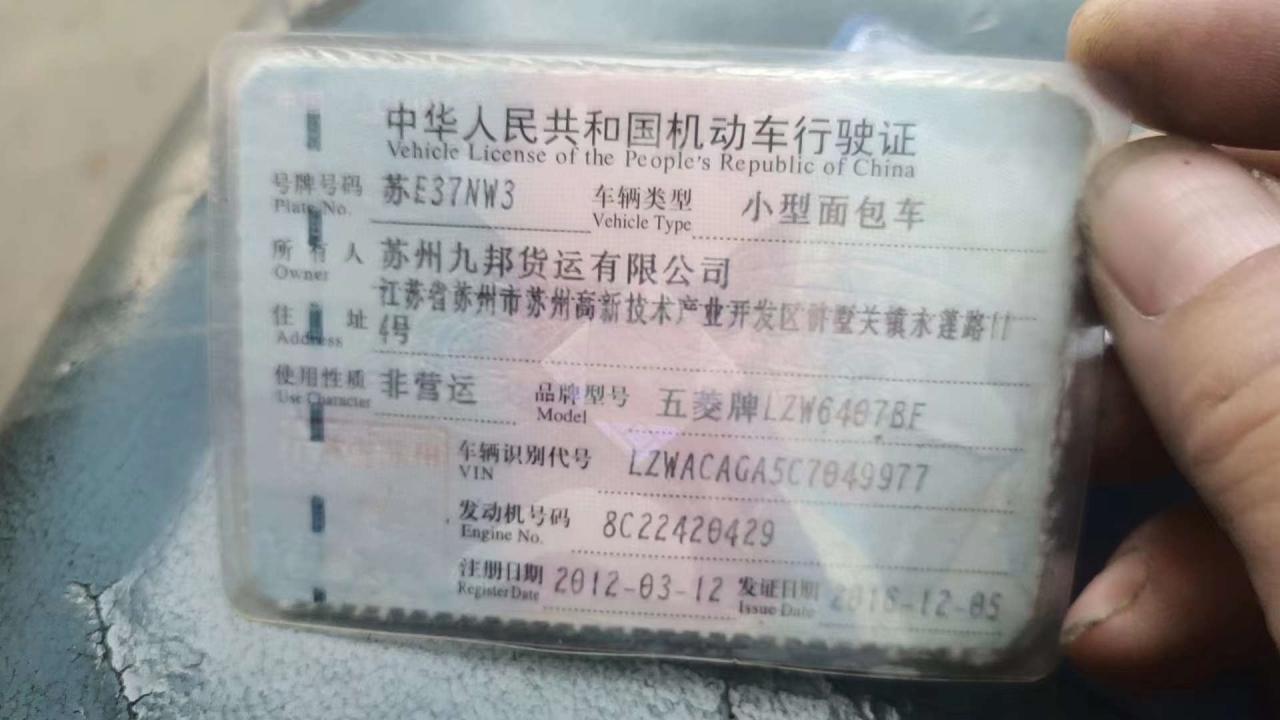 中华人民共和国机动车行驶证
Vehicle License of the People's Republic of China
号牌号码 苏E37NW3 车辆类型 小型面包车
Plate No. Vehicle Type
所有人 苏州九邦货运有限公司
Owner
江苏省苏州市苏州高新技术产业开发区浒墅关镇永莲路11
住址 4号
Address
使用性质 非营运 品牌型号 五菱牌LZW6407BF
Use Character Model
车辆识别代号 LZWACAGA5C7049977
VIN
发动机号码 8C22420429
Engine No.
注册日期 2012-03-12 发证日期 2016-12-05
Register Date Issue Date